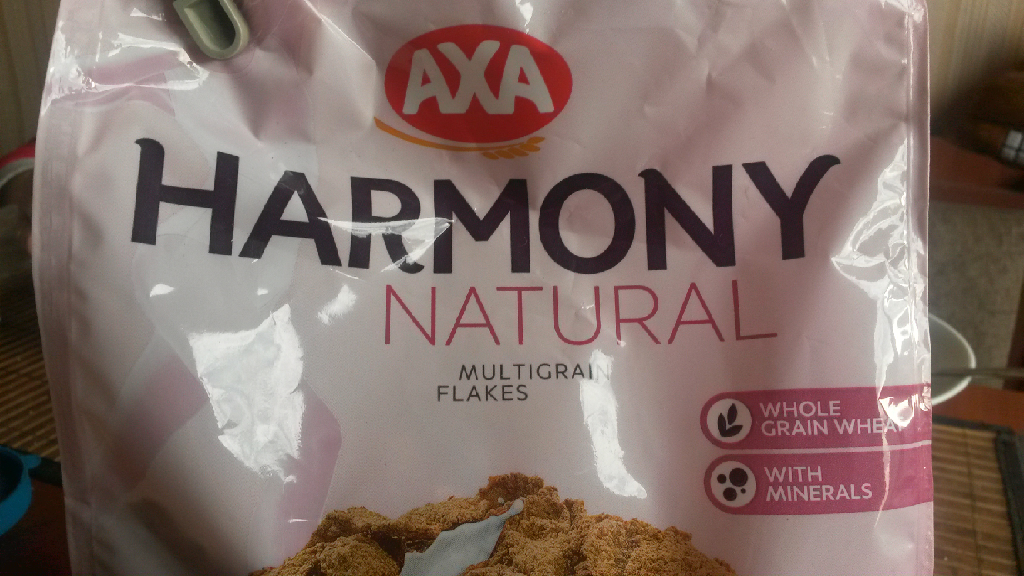 AXA
HARMONY
NATURAL
MULTIGRAIN
FLAKES
WHOLE
GRAIN WHEAT
WITH
MINERALS